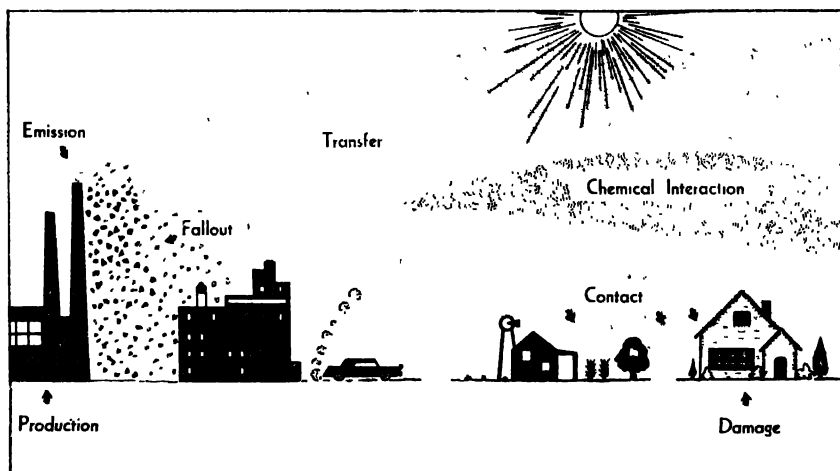 Emission
Transfer
Chemical Interaction
Fallout
Contact
Production
Damage